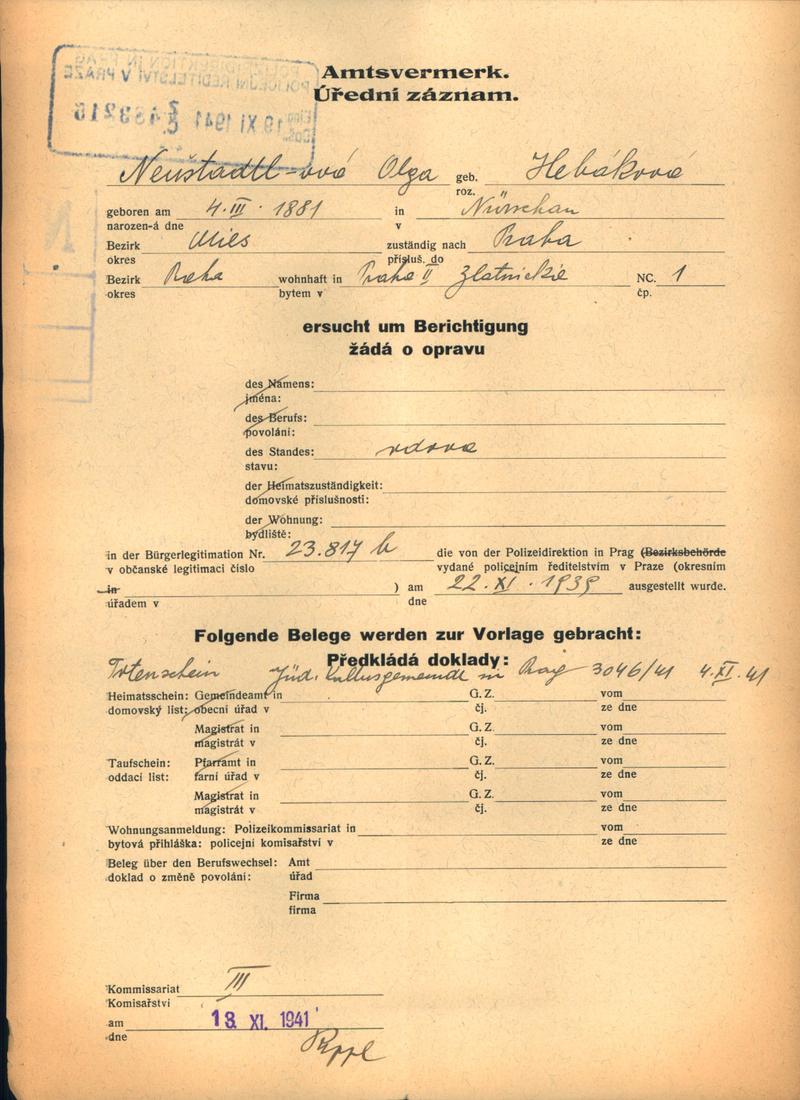 Amtsvermerk.
Úřední záznam.
POLIZEIDIREKTION IN PRAG
POLICEJNÍ ŘEDITELSTVÍ V PRAZE
19 XI 1941
Neustadtl-ová Olga geb. Hebáková
roz.
geboren am 4. III. 1881 in Nürschan
narozen-á dne v
Bezirk Mies zuständig nach Praha
okres přísluš. do
Bezirk Praha wohnhaft in Praha II Zlatnická NC. 1
okres bytem v čp.
ersucht um Berichtigung
žádá o opravu
des Namens:
jména:
des Berufs:
povolání:
des Standes: vdova
stavu:
der Heimatszuständigkeit:
domovské příslušnosti:
der Wohnung:
bydliště:
in der Bürgerlegitimation Nr. 23.817 b die von der Polizeidirektion in Prag (Bezirksbehörde
v občanské legitimaci číslo vydané policejním ředitelstvím v Praze (okresním
in ) am 22. XI. 1939 ausgestellt wurde.
úřadem v dne
Folgende Belege werden zur Vorlage gebracht:
Předkládá doklady:
Totenschein Jüd. Kultusgemeinde in Prag 3046/41 4. XI. 41
Heimatsschein: Gemeindeamt in G. Z. vom
domovský list: obecní úřad v čj. ze dne
Magistrat in G. Z. vom
magistrát v čj. ze dne
Taufschein: Pfarramt in G. Z. vom
oddací list: farní úřad v čj. ze dne
Magistrat in G. Z. vom
magistrát v čj. ze dne
Wohnungsanmeldung: Polizeikommissariat in vom
bytová přihláška: policejní komisařství v ze dne
Beleg über den Berufswechsel: Amt
doklad o změně povolání: úřad
Firma
firma
Kommissariat III
Komisařství
am 18. XI. 1941
dne